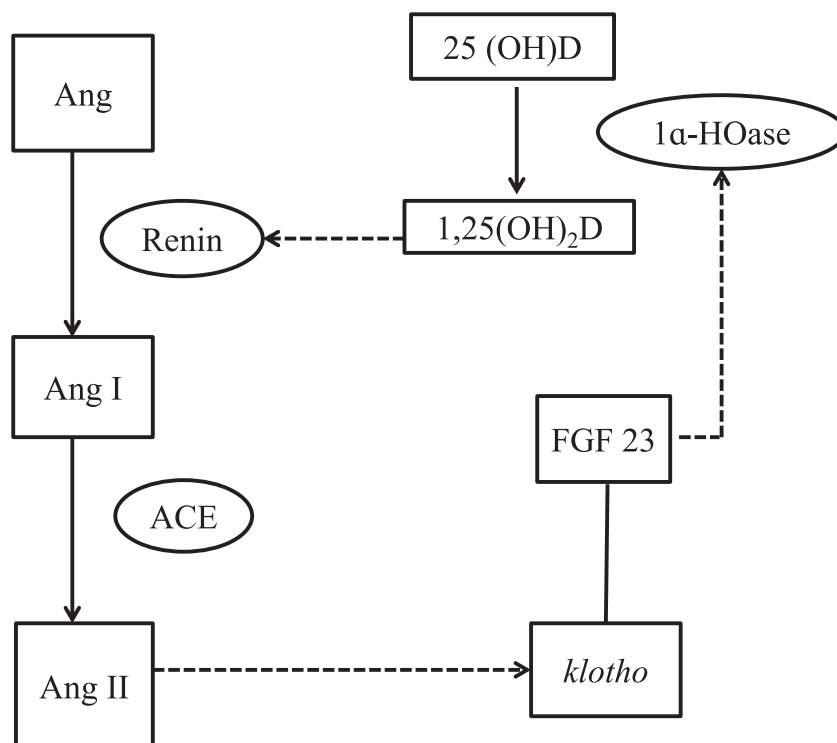 25 (OH)D
Ang
1α-HOase
Renin
1,25(OH)₂D
Ang I
FGF 23
ACE
Ang II
klotho